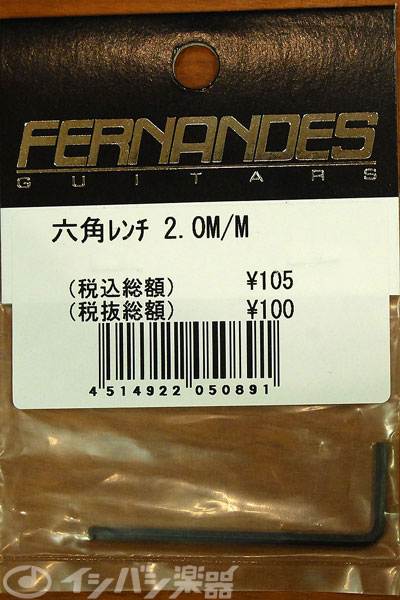 FERNANDES
GUITARS
六角ﾚﾝﾁ 2.0M/M
(税込総額) ¥105
(税抜総額) ¥100
4 514922 050891
イシバシ楽器